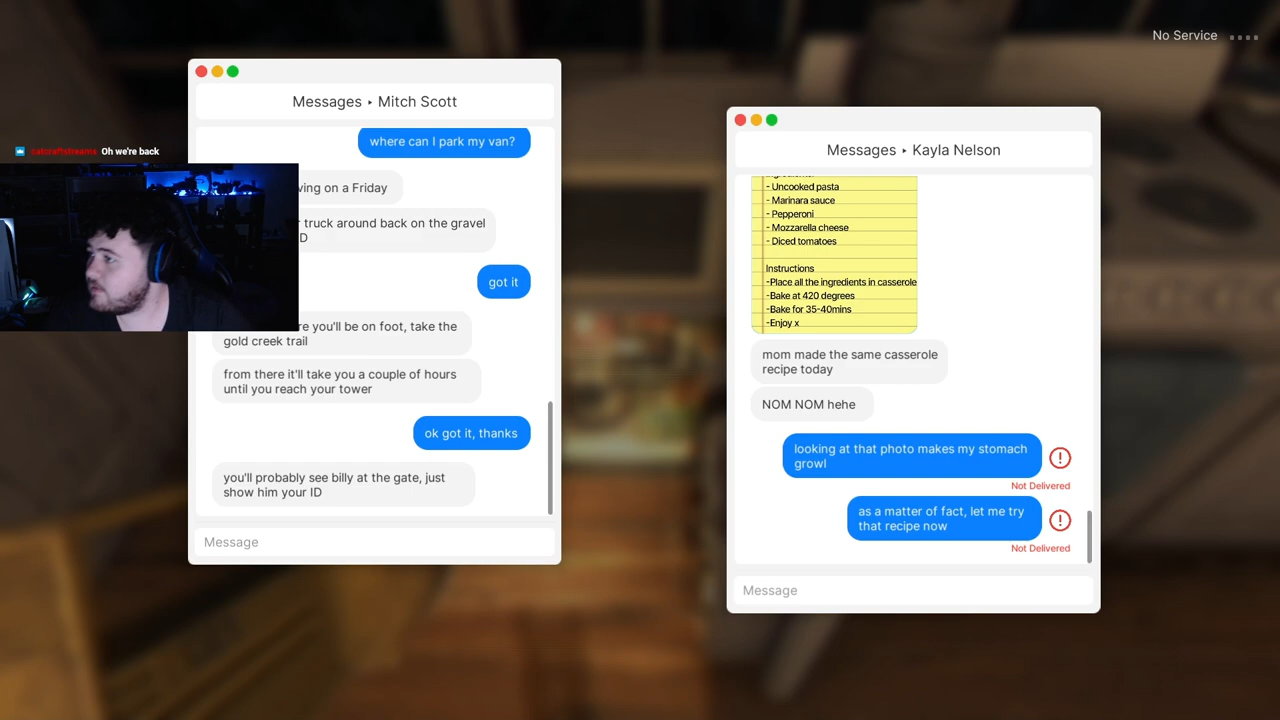 No Service
Messages ▸ Mitch Scott
where can I park my van?
ving on a Friday
r truck around back on the gravel
D
got it
re you'll be on foot, take the
gold creek trail
from there it'll take you a couple of hours
until you reach your tower
ok got it, thanks
you'll probably see billy at the gate, just
show him your ID
Message
catcraftstreams Oh we're back
Messages ▸ Kayla Nelson
- Uncooked pasta
- Marinara sauce
- Pepperoni
- Mozzarella cheese
- Diced tomatoes
Instructions
-Place all the ingredients in casserole
-Bake at 420 degrees
-Bake for 35-40mins
-Enjoy x
mom made the same casserole
recipe today
NOM NOM hehe
looking at that photo makes my stomach
growl
Not Delivered
as a matter of fact, let me try
that recipe now
Not Delivered
Message